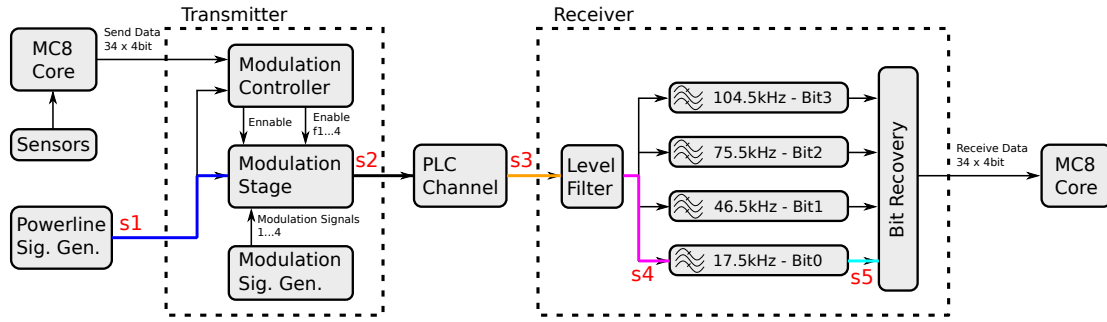 Transmitter
Receiver
Send Data
34 x 4bit
MC8
Core
Sensors
Modulation
Controller
Ennable
Enable
f1...4
Modulation
Stage
s1
s2
s3
Powerline
Sig. Gen.
Modulation Signals
1...4
Modulation
Sig. Gen.
PLC
Channel
Level
Filter
104.5kHz - Bit3
75.5kHz - Bit2
46.5kHz - Bit1
17.5kHz - Bit0
s4
s5
Bit Recovery
Receive Data
34 x 4bit
MC8
Core